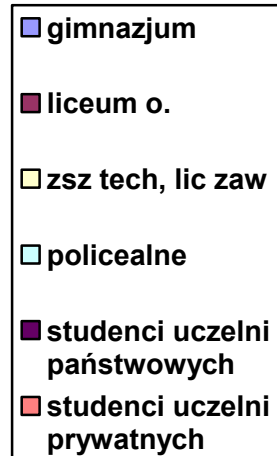 gimnazjum
liceum o.
zsz tech, lic zaw
policealne
studenci uczelni
państwowych
studenci uczelni
prywatnych